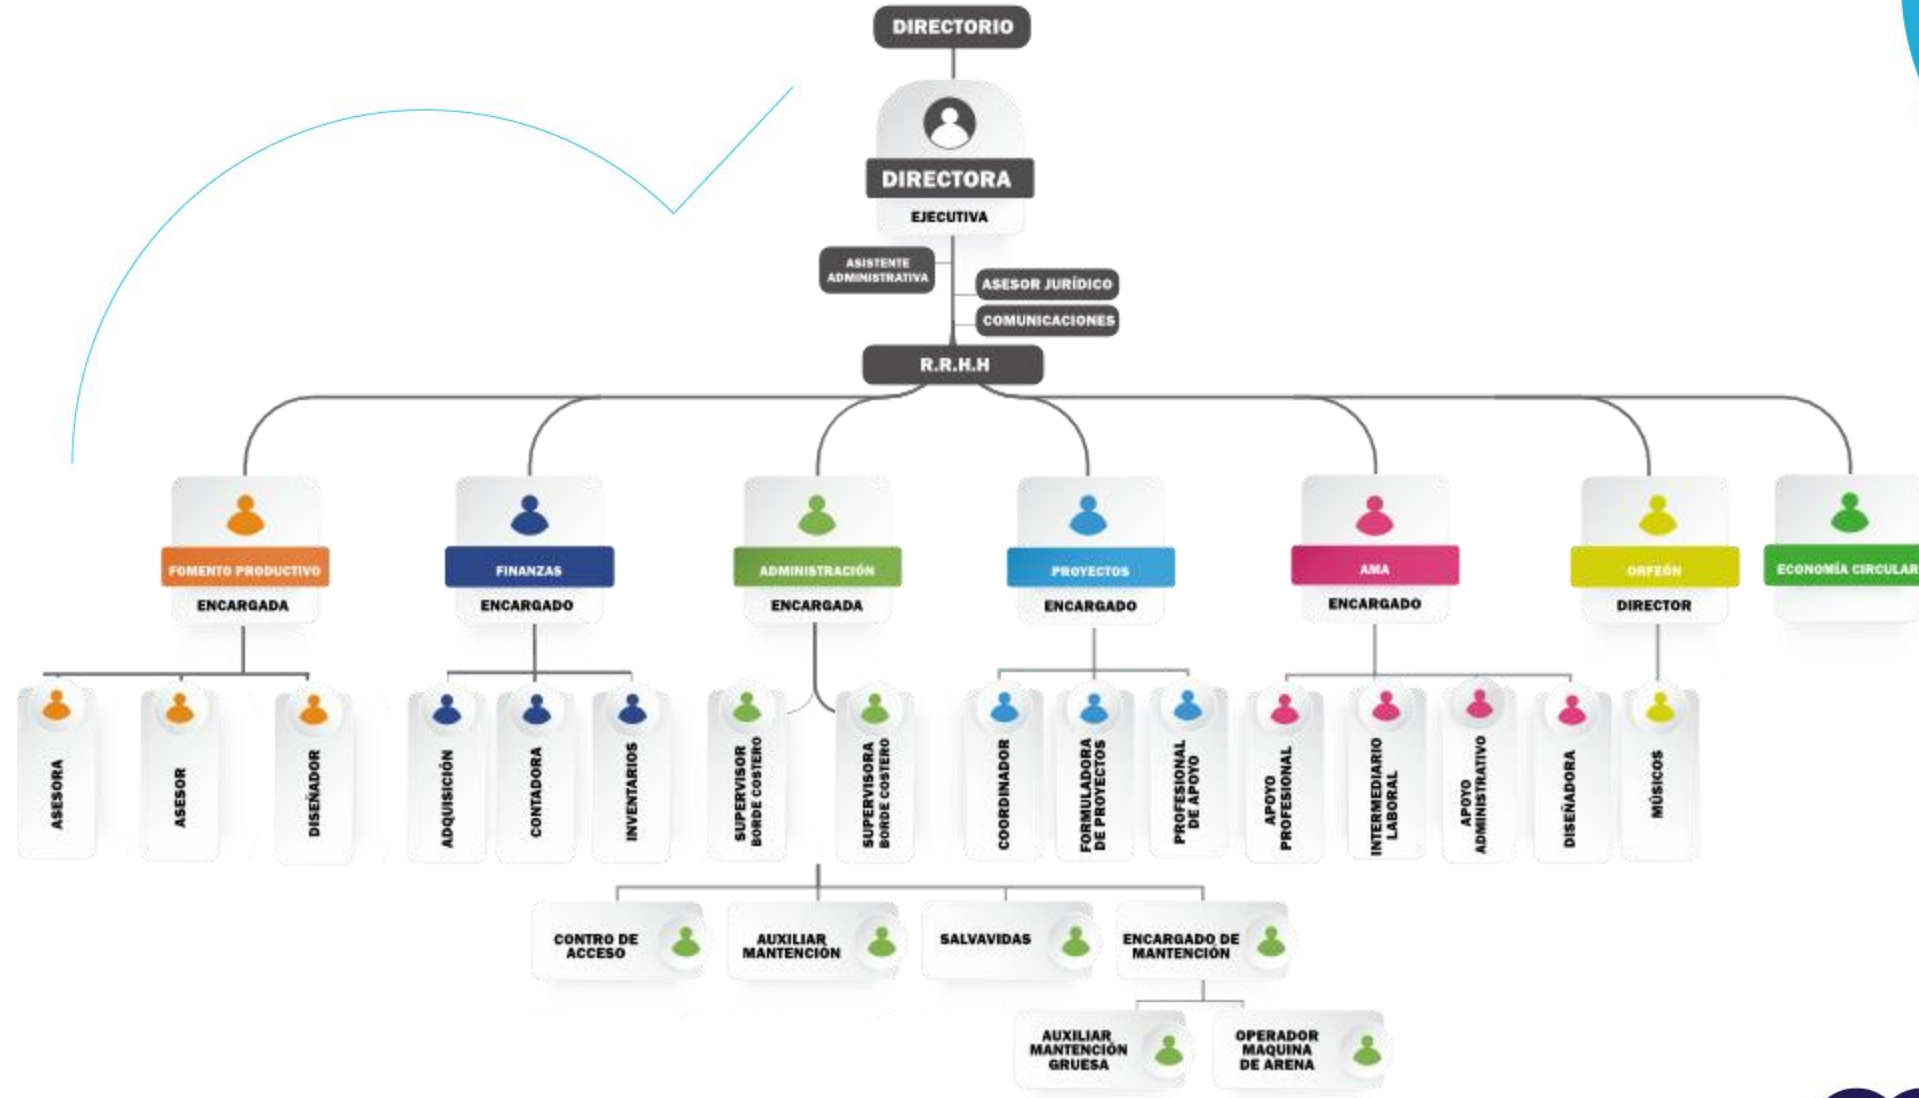 DIRECTORIO
DIRECTORA
EJECUTIVA
ASISTENTE
ADMINISTRATIVA
ASESOR JURÍDICO
COMUNICACIONES
R.R.H.H
FOMENTO PRODUCTIVO
ENCARGADA
FINANZAS
ENCARGADO
ADMINISTRACIÓN
ENCARGADA
PROYECTOS
ENCARGADO
AMA
ENCARGADO
ORFEÓN
DIRECTOR
ECONOMÍA CIRCULAR
ASESORA
ASESOR
DISEÑADOR
ADQUISICIÓN
CONTADORA
INVENTARIOS
SUPERVISOR
BORDE COSTERO
SUPERVISORA
BORDE COSTERO
COORDINADOR
FORMULADORA
DE PROYECTOS
PROFESIONAL
DE APOYO
APOYO
PROFESIONAL
INTERMEDIARIO
LABORAL
APOYO
ADMINISTRATIVO
DISEÑADORA
MÚSICOS
CONTRO DE
ACCESO
AUXILIAR
MANTENCIÓN
SALVAVIDAS
ENCARGADO DE
MANTENCIÓN
AUXILIAR
MANTENCIÓN
GRUESA
OPERADOR
MAQUINA
DE ARENA